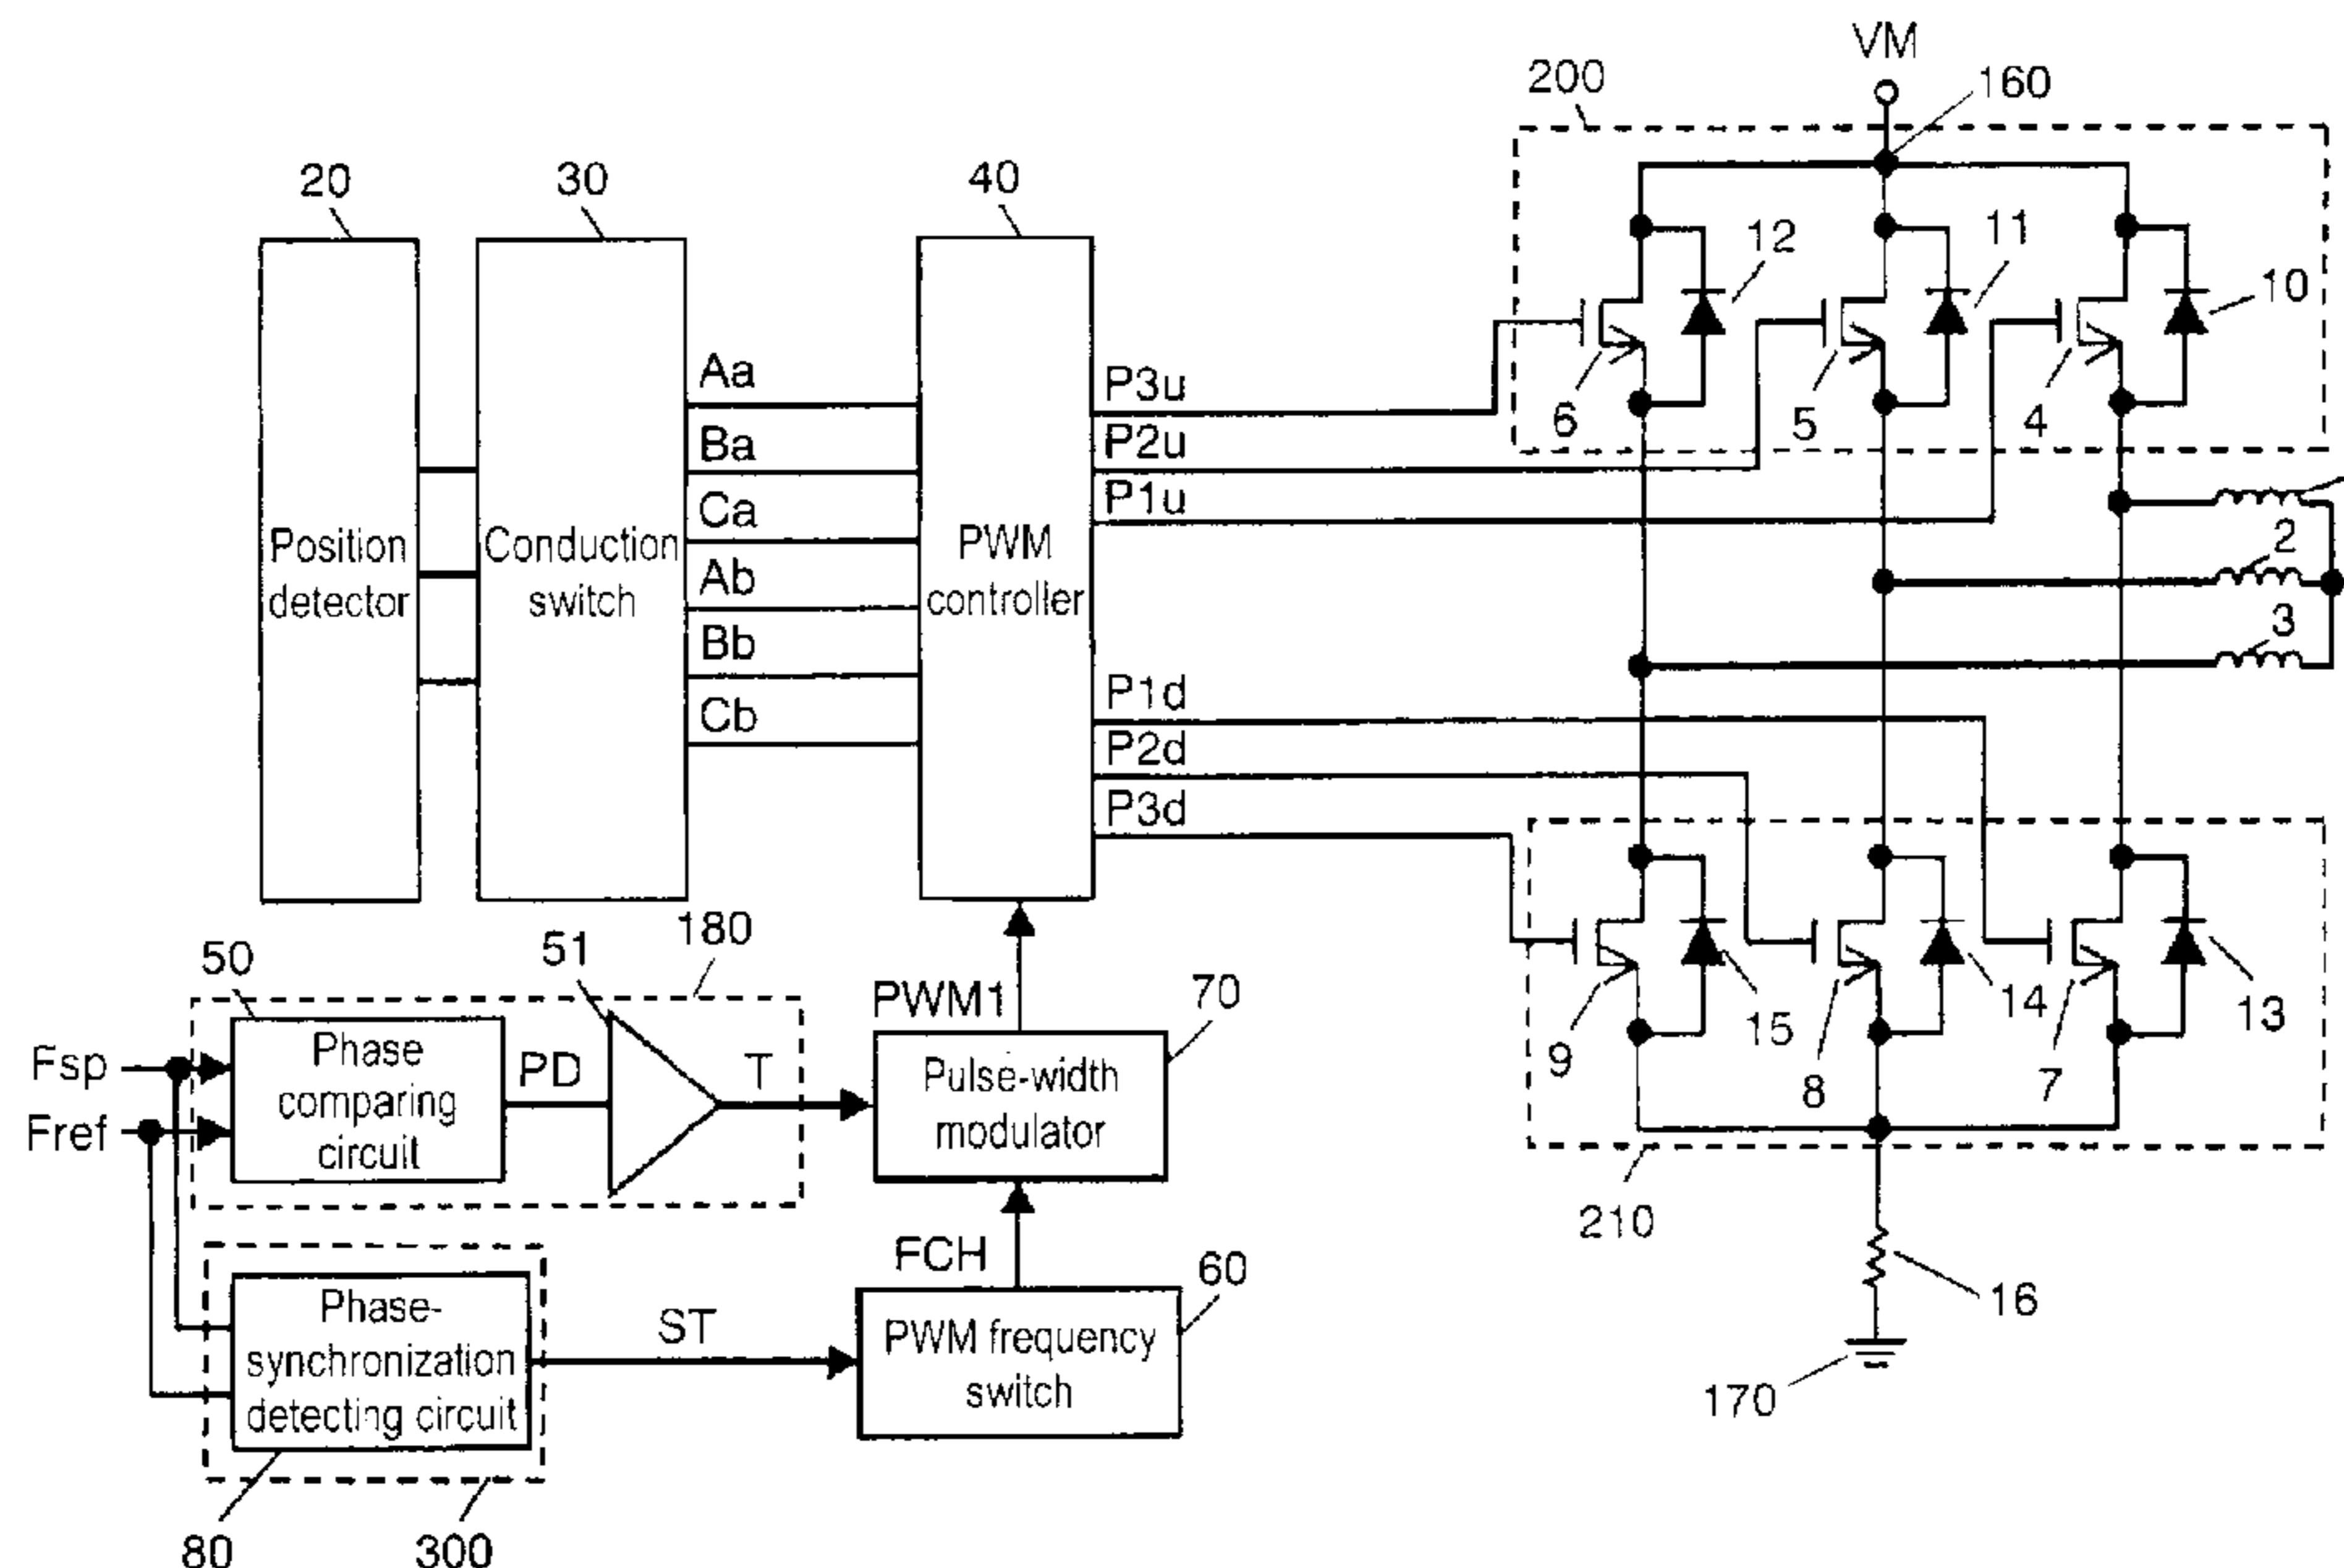 VM
200
160
20
30
40
12
11
10
Aa
Ba
Ca
Ab
Bb
Cb
P3u
P2u
P1u
6
5
4
Position
detector
Conduction
switch
PWM
controller
2
3
P1d
P2d
P3d
180
50
51
PWM1
70
9
15
8
14
7
13
Fsp
Fref
Phase
comparing
circuit
PD
T
Pulse-width
modulator
210
FCH
60
16
Phase-
synchronization
detecting circuit
ST
PWM frequency
switch
170
80
300